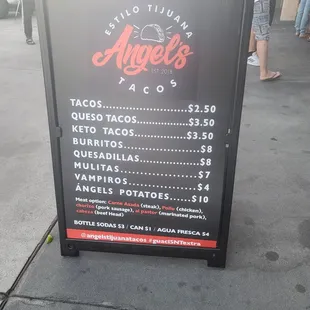 ESTILO TIJUANA
Angels
EST. 2019
TACOS
TACOS..................$2.50
QUESO TACOS..............$3.50
KETO TACOS...............$3.50
BURRITOS..................$8
QUESADILLAS..............$8
MULITAS...................$7
VAMPIROS..................$4
ÁNGELS POTATOES.....$10
Meat option: Carne Asada (steak), Pollo (chicken),
chorizo (pork sausage), al pastor (marinated pork),
cabeza (beef Head)
BOTTLE SODAS $3 / CAN $1 / AGUA FRESCA $4
@angelstijuanatacos #guacISNTextra